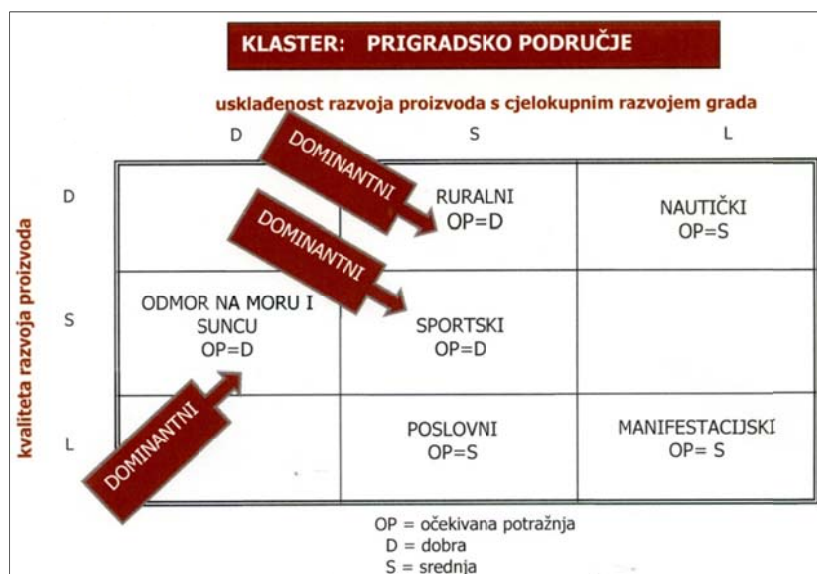 KLASTER: PRIGRADSKO PODRUČJE
usklađenost razvoja proizvoda s cjelokupnim razvojem grada
D S L
kvaliteta razvoja proizvoda
D
DOMINANTNI
RURALNI
OP=D
NAUTIČKI
OP=S
DOMINANTNI
S
ODMOR NA MORU I
SUNCU
OP=D
SPORTSKI
OP=D
L
DOMINANTNI
POSLOVNI
OP=S
MANIFESTACIJSKI
OP= S
OP = očekivana potražnja
D = dobra
S = srednja